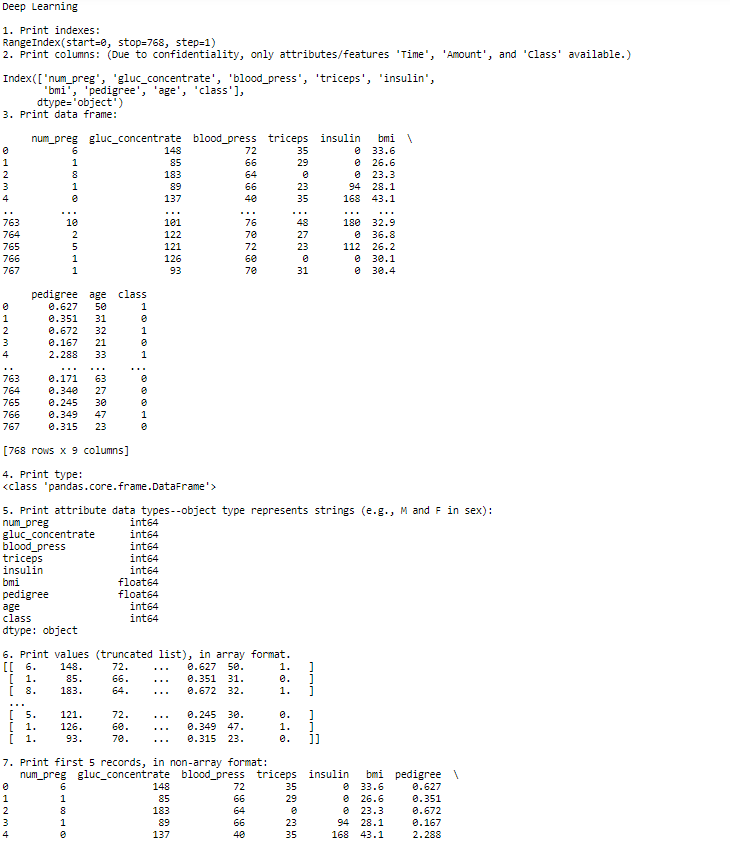 Deep Learning
1. Print indexes:
RangeIndex(start=0, stop=768, step=1)
2. Print columns: (Due to confidentiality, only attributes/features 'Time', 'Amount', and 'Class' available.)
Index(['num_preg', 'gluc_concentrate', 'blood_press', 'triceps', 'insulin',
'bmi', 'pedigree', 'age', 'class'],
dtype='object')
3. Print data frame:
num_preg gluc_concentrate blood_press triceps insulin bmi \
0 6 148 72 35 0 33.6
1 1 85 66 29 0 26.6
2 8 183 64 0 0 23.3
3 1 89 66 23 94 28.1
4 0 137 40 35 168 43.1
.. ... ... ... ... ... ...
763 10 101 76 48 180 32.9
764 2 122 70 27 0 36.8
765 5 121 72 23 112 26.2
766 1 126 60 0 0 30.1
767 1 93 70 31 0 30.4
pedigree age class
0 0.627 50 1
1 0.351 31 0
2 0.672 32 1
3 0.167 21 0
4 2.288 33 1
.. ... ... ...
763 0.171 63 0
764 0.340 27 0
765 0.245 30 0
766 0.349 47 1
767 0.315 23 0
[768 rows x 9 columns]
4. Print type:
<class 'pandas.core.frame.DataFrame'>
5. Print attribute data types--object type represents strings (e.g., M and F in sex):
num_preg int64
gluc_concentrate int64
blood_press int64
triceps int64
insulin int64
bmi float64
pedigree float64
age int64
class int64
dtype: object
6. Print values (truncated list), in array format.
[[ 6. 148. 72. ... 0.627 50. 1. ]
[ 1. 85. 66. ... 0.351 31. 0. ]
[ 8. 183. 64. ... 0.672 32. 1. ]
...
[ 5. 121. 72. ... 0.245 30. 0. ]
[ 1. 126. 60. ... 0.349 47. 1. ]
[ 1. 93. 70. ... 0.315 23. 0. ]]
7. Print first 5 records, in non-array format:
num_preg gluc_concentrate blood_press triceps insulin bmi pedigree \
0 6 148 72 35 0 33.6 0.627
1 1 85 66 29 0 26.6 0.351
2 8 183 64 0 0 23.3 0.672
3 1 89 66 23 94 28.1 0.167
4 0 137 40 35 168 43.1 2.288